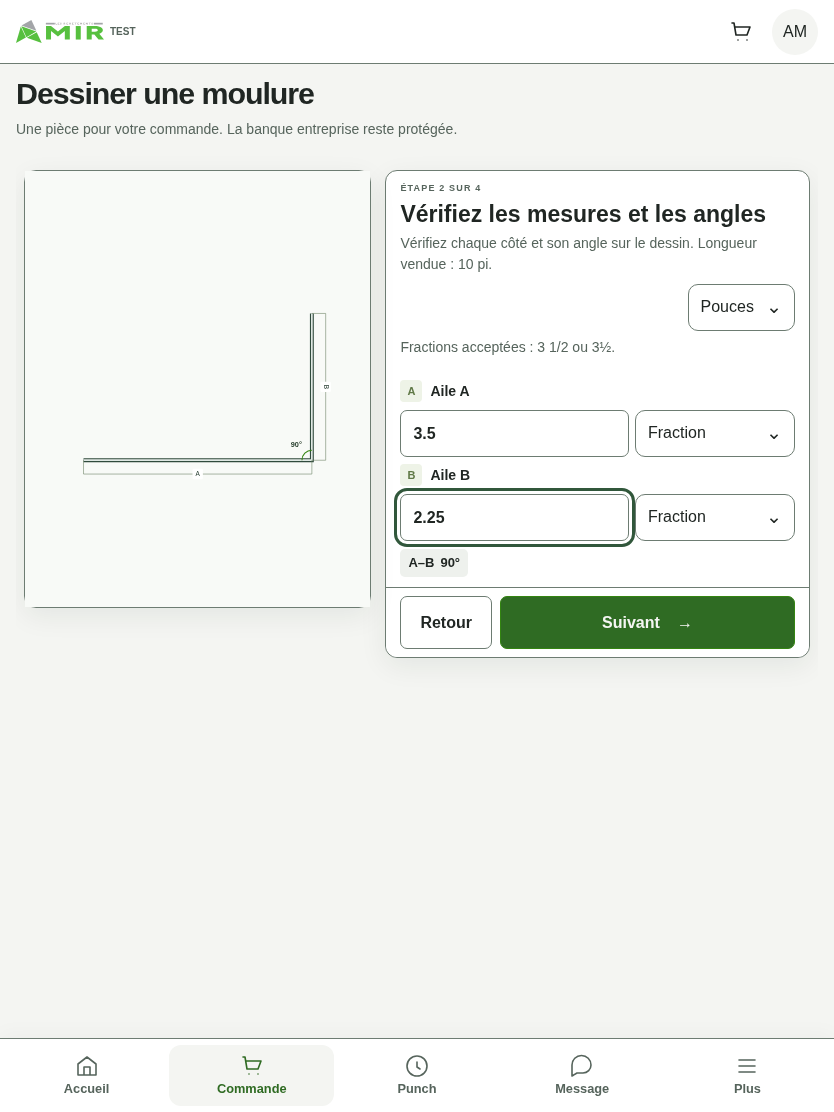 AMIR TEST
AM
Dessiner une moulure
Une pièce pour votre commande. La banque entreprise reste protégée.
B
90°
A
ÉTAPE 2 SUR 4
Vérifiez les mesures et les angles
Vérifiez chaque côté et son angle sur le dessin. Longueur
vendue : 10 pi.
Pouces
Fractions acceptées : 3 1/2 ou 3½.
A Aile A
3.5 Fraction
B Aile B
2.25 Fraction
A–B 90°
Retour Suivant →
Accueil Commande Punch Message Plus